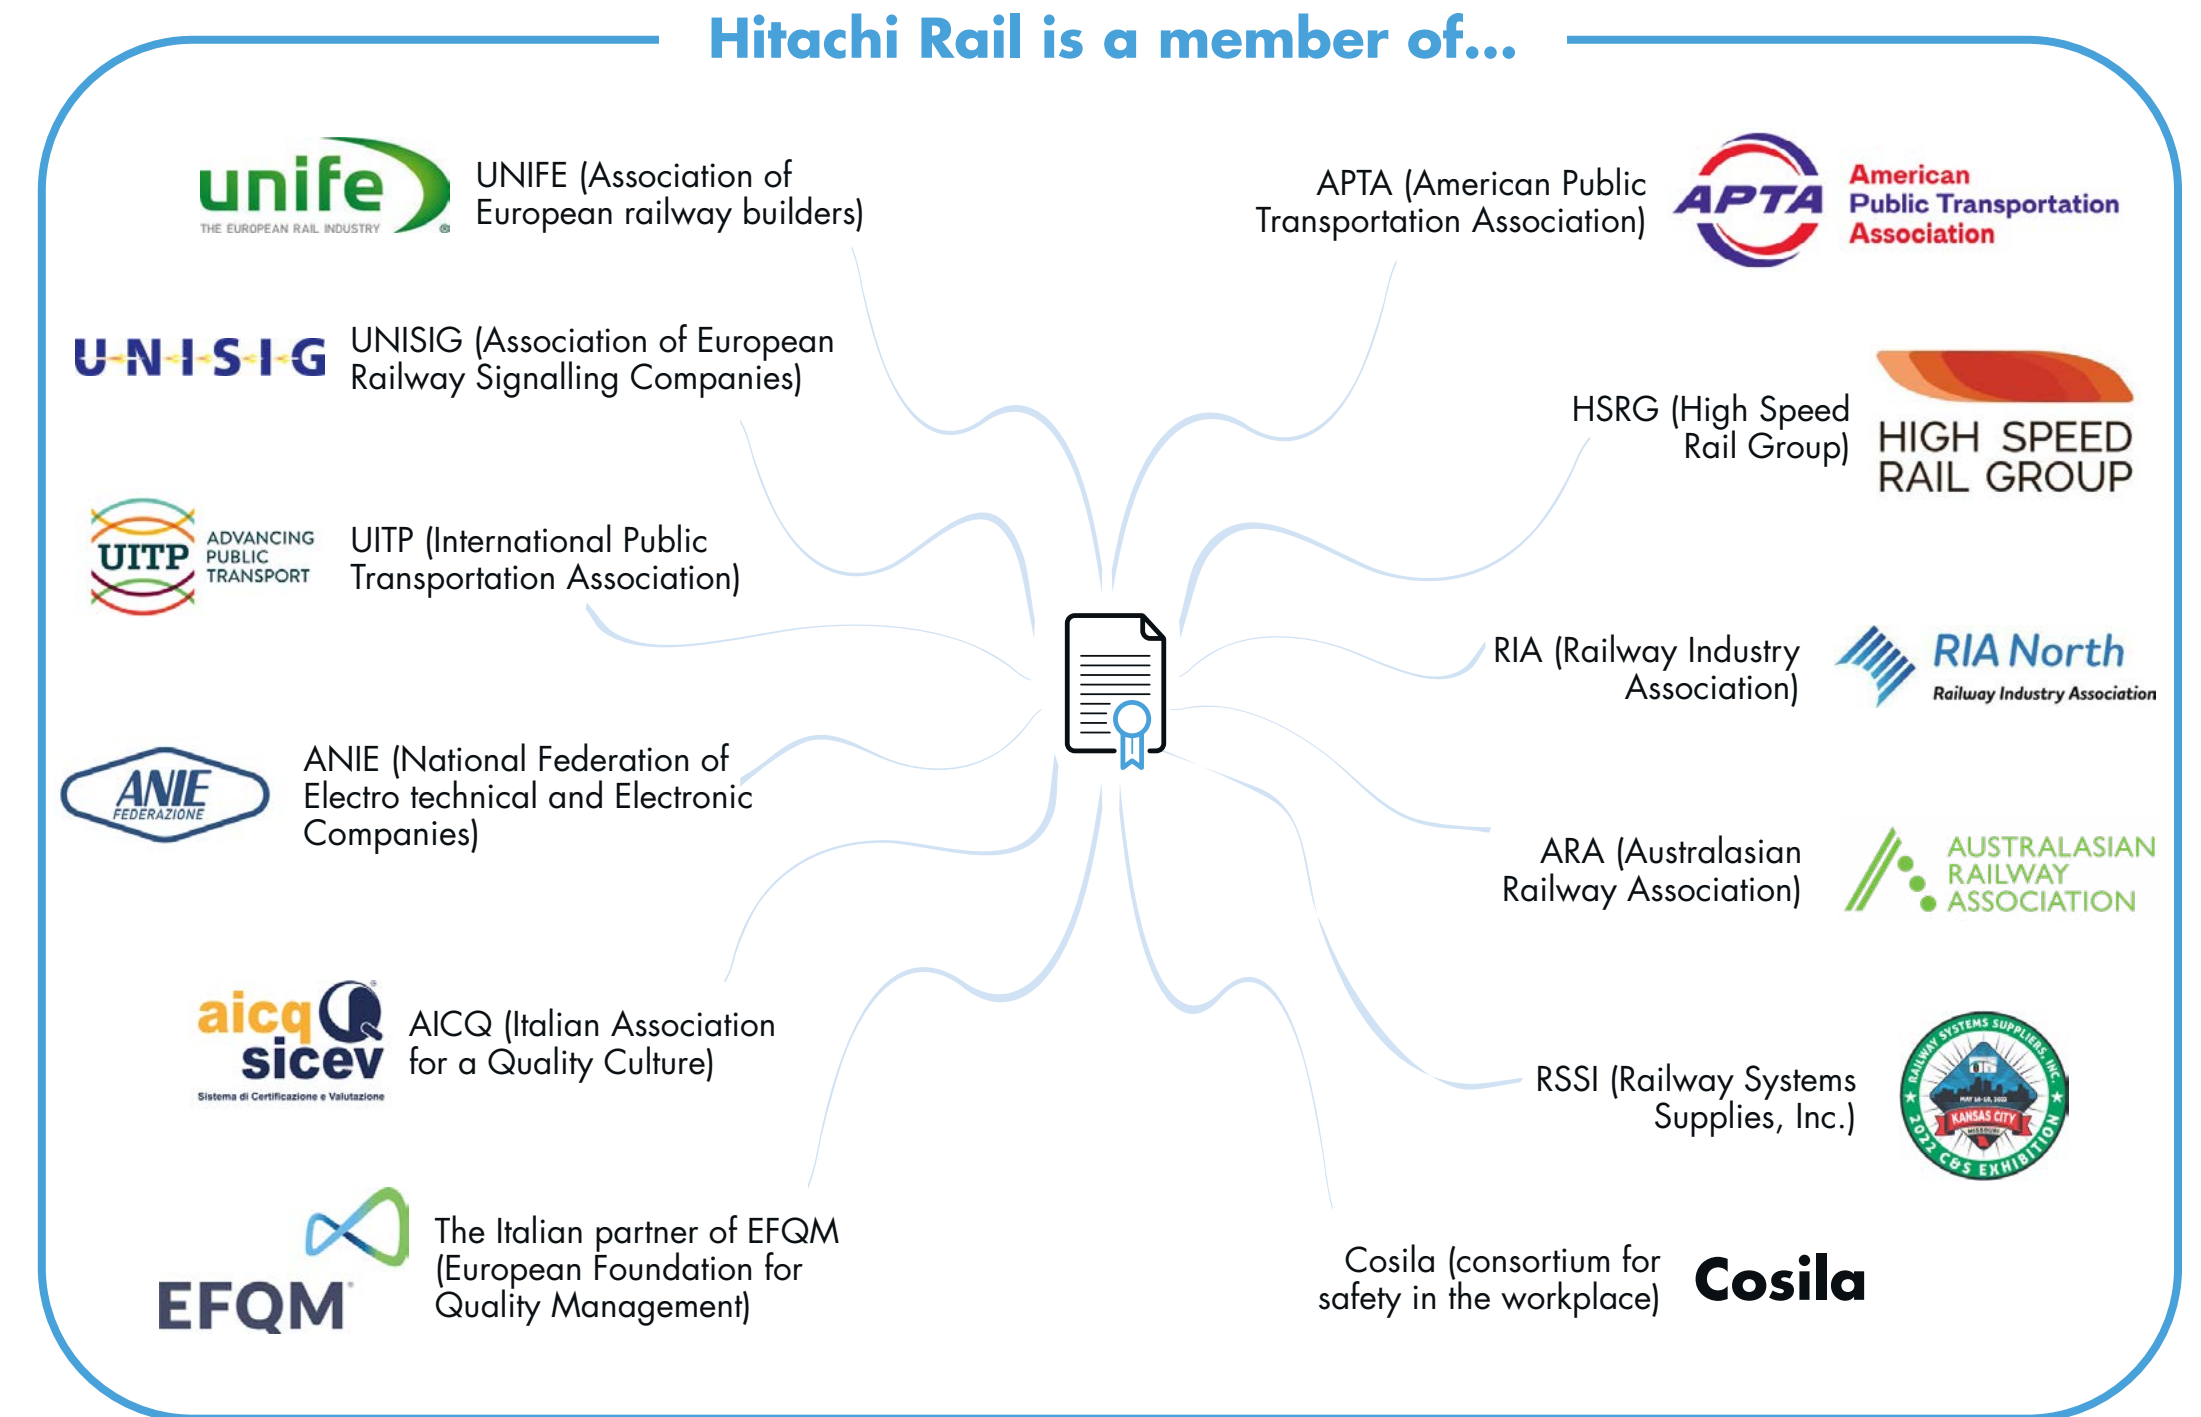 Hitachi Rail is a member of...
unife
THE EUROPEAN RAIL INDUSTRY
®
UNIFE (Association of
European railway builders)
U-N-I-S-I-G
UNISIG (Association of European
Railway Signalling Companies)
UITP
ADVANCING
PUBLIC
TRANSPORT
UITP (International Public
Transportation Association)
ANIE
FEDERAZIONE
ANIE (National Federation of
Electro technical and Electronic
Companies)
aicq Q
sicev
Sistema di Certificazione e Valutazione
AICQ (Italian Association
for a Quality Culture)
EFQM
The Italian partner of EFQM
(European Foundation for
Quality Management)
APTA (American Public
Transportation Association)
APTA
American
Public Transportation
Association
HSRG (High Speed
Rail Group)
HIGH SPEED
RAIL GROUP
RIA (Railway Industry
Association)
RIA North
Railway Industry Association
ARA (Australasian
Railway Association)
AUSTRALASIAN
RAILWAY
ASSOCIATION
RSSI (Railway Systems
Supplies, Inc.)
RAILWAY SYSTEMS SUPPLIERS, INC.
KANSAS CITY
MISSOURI
2022 C&S EXHIBITION
Cosila (consortium for
safety in the workplace)
Cosila